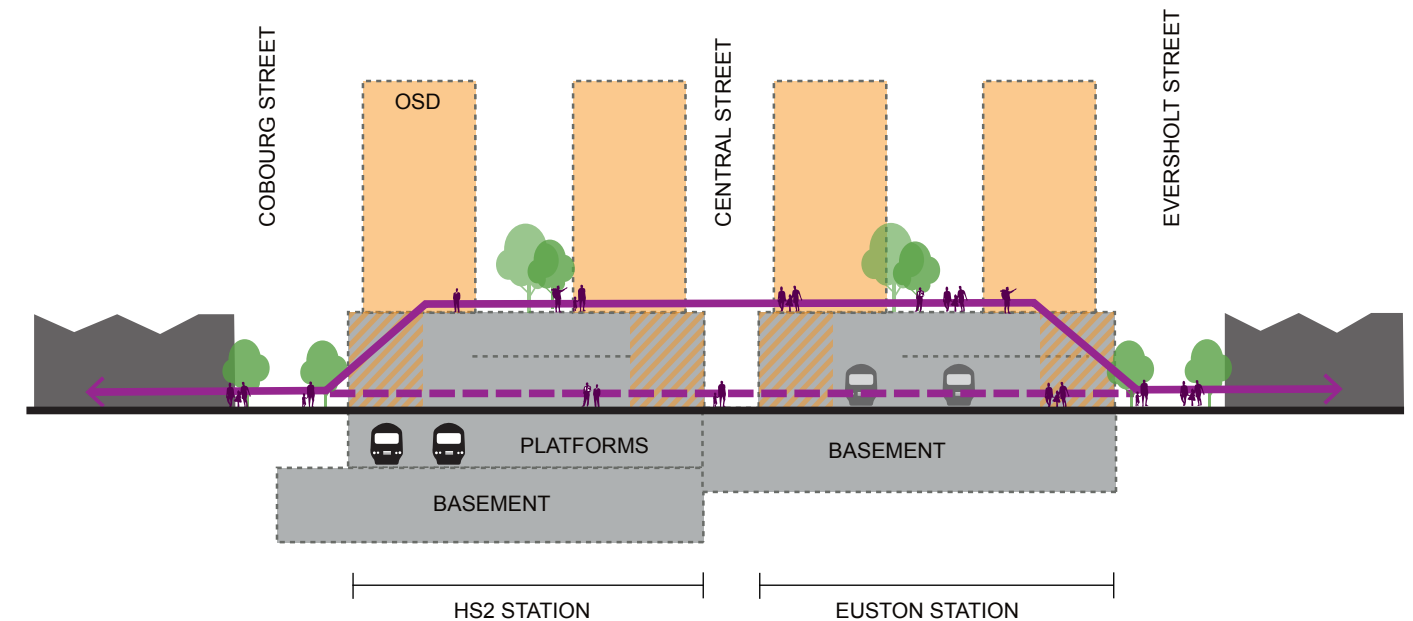 COBOURG STREET
OSD
CENTRAL STREET
EVERSHOLT STREET
PLATFORMS
BASEMENT
BASEMENT
HS2 STATION
EUSTON STATION